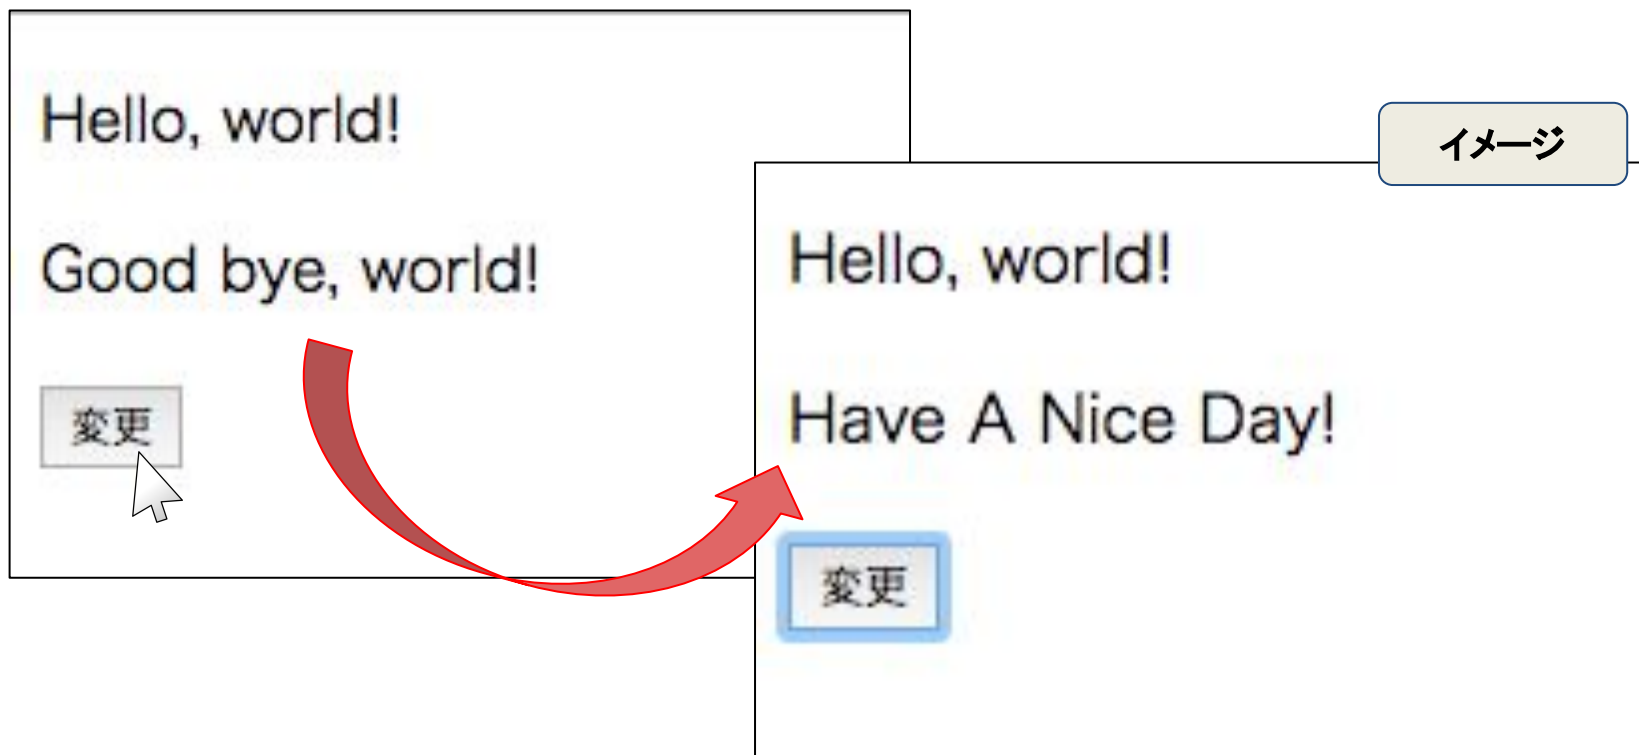 Hello, world!
Good bye, world!
変更
イメージ
Hello, world!
Have A Nice Day!
変更